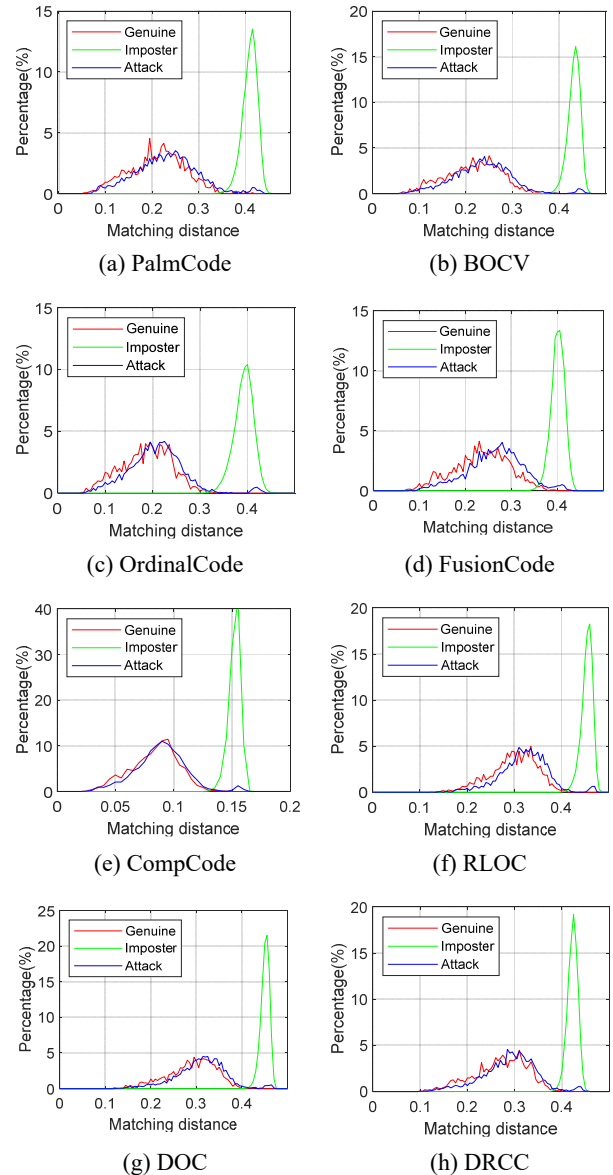 15
10
5
0
Percentage(%)
Genuine
Imposter
Attack
0 0.1 0.2 0.3 0.4
Matching distance
(a) PalmCode
20
15
10
5
0
Percentage(%)
Genuine
Imposter
Attack
0 0.1 0.2 0.3 0.4
Matching distance
(b) BOCV
15
10
5
0
Percentage(%)
Genuine
Imposter
Attack
0 0.1 0.2 0.3 0.4
Matching distance
(c) OrdinalCode
15
10
5
0
Percentage(%)
Genuine
Imposter
Attack
0 0.1 0.2 0.3 0.4
Matching distance
(d) FusionCode
40
30
20
10
0
Percentage(%)
Genuine
Imposter
Attack
0 0.05 0.1 0.15 0.2
Matching distance
(e) CompCode
20
15
10
5
0
Percentage(%)
Genuine
Imposter
Attack
0 0.1 0.2 0.3 0.4
Matching distance
(f) RLOC
25
20
15
10
5
0
Percentage(%)
Genuine
Imposter
Attack
0 0.1 0.2 0.3 0.4
Matching distance
(g) DOC
20
15
10
5
0
Percentage(%)
Genuine
Imposter
Attack
0 0.1 0.2 0.3 0.4
Matching distance
(h) DRCC